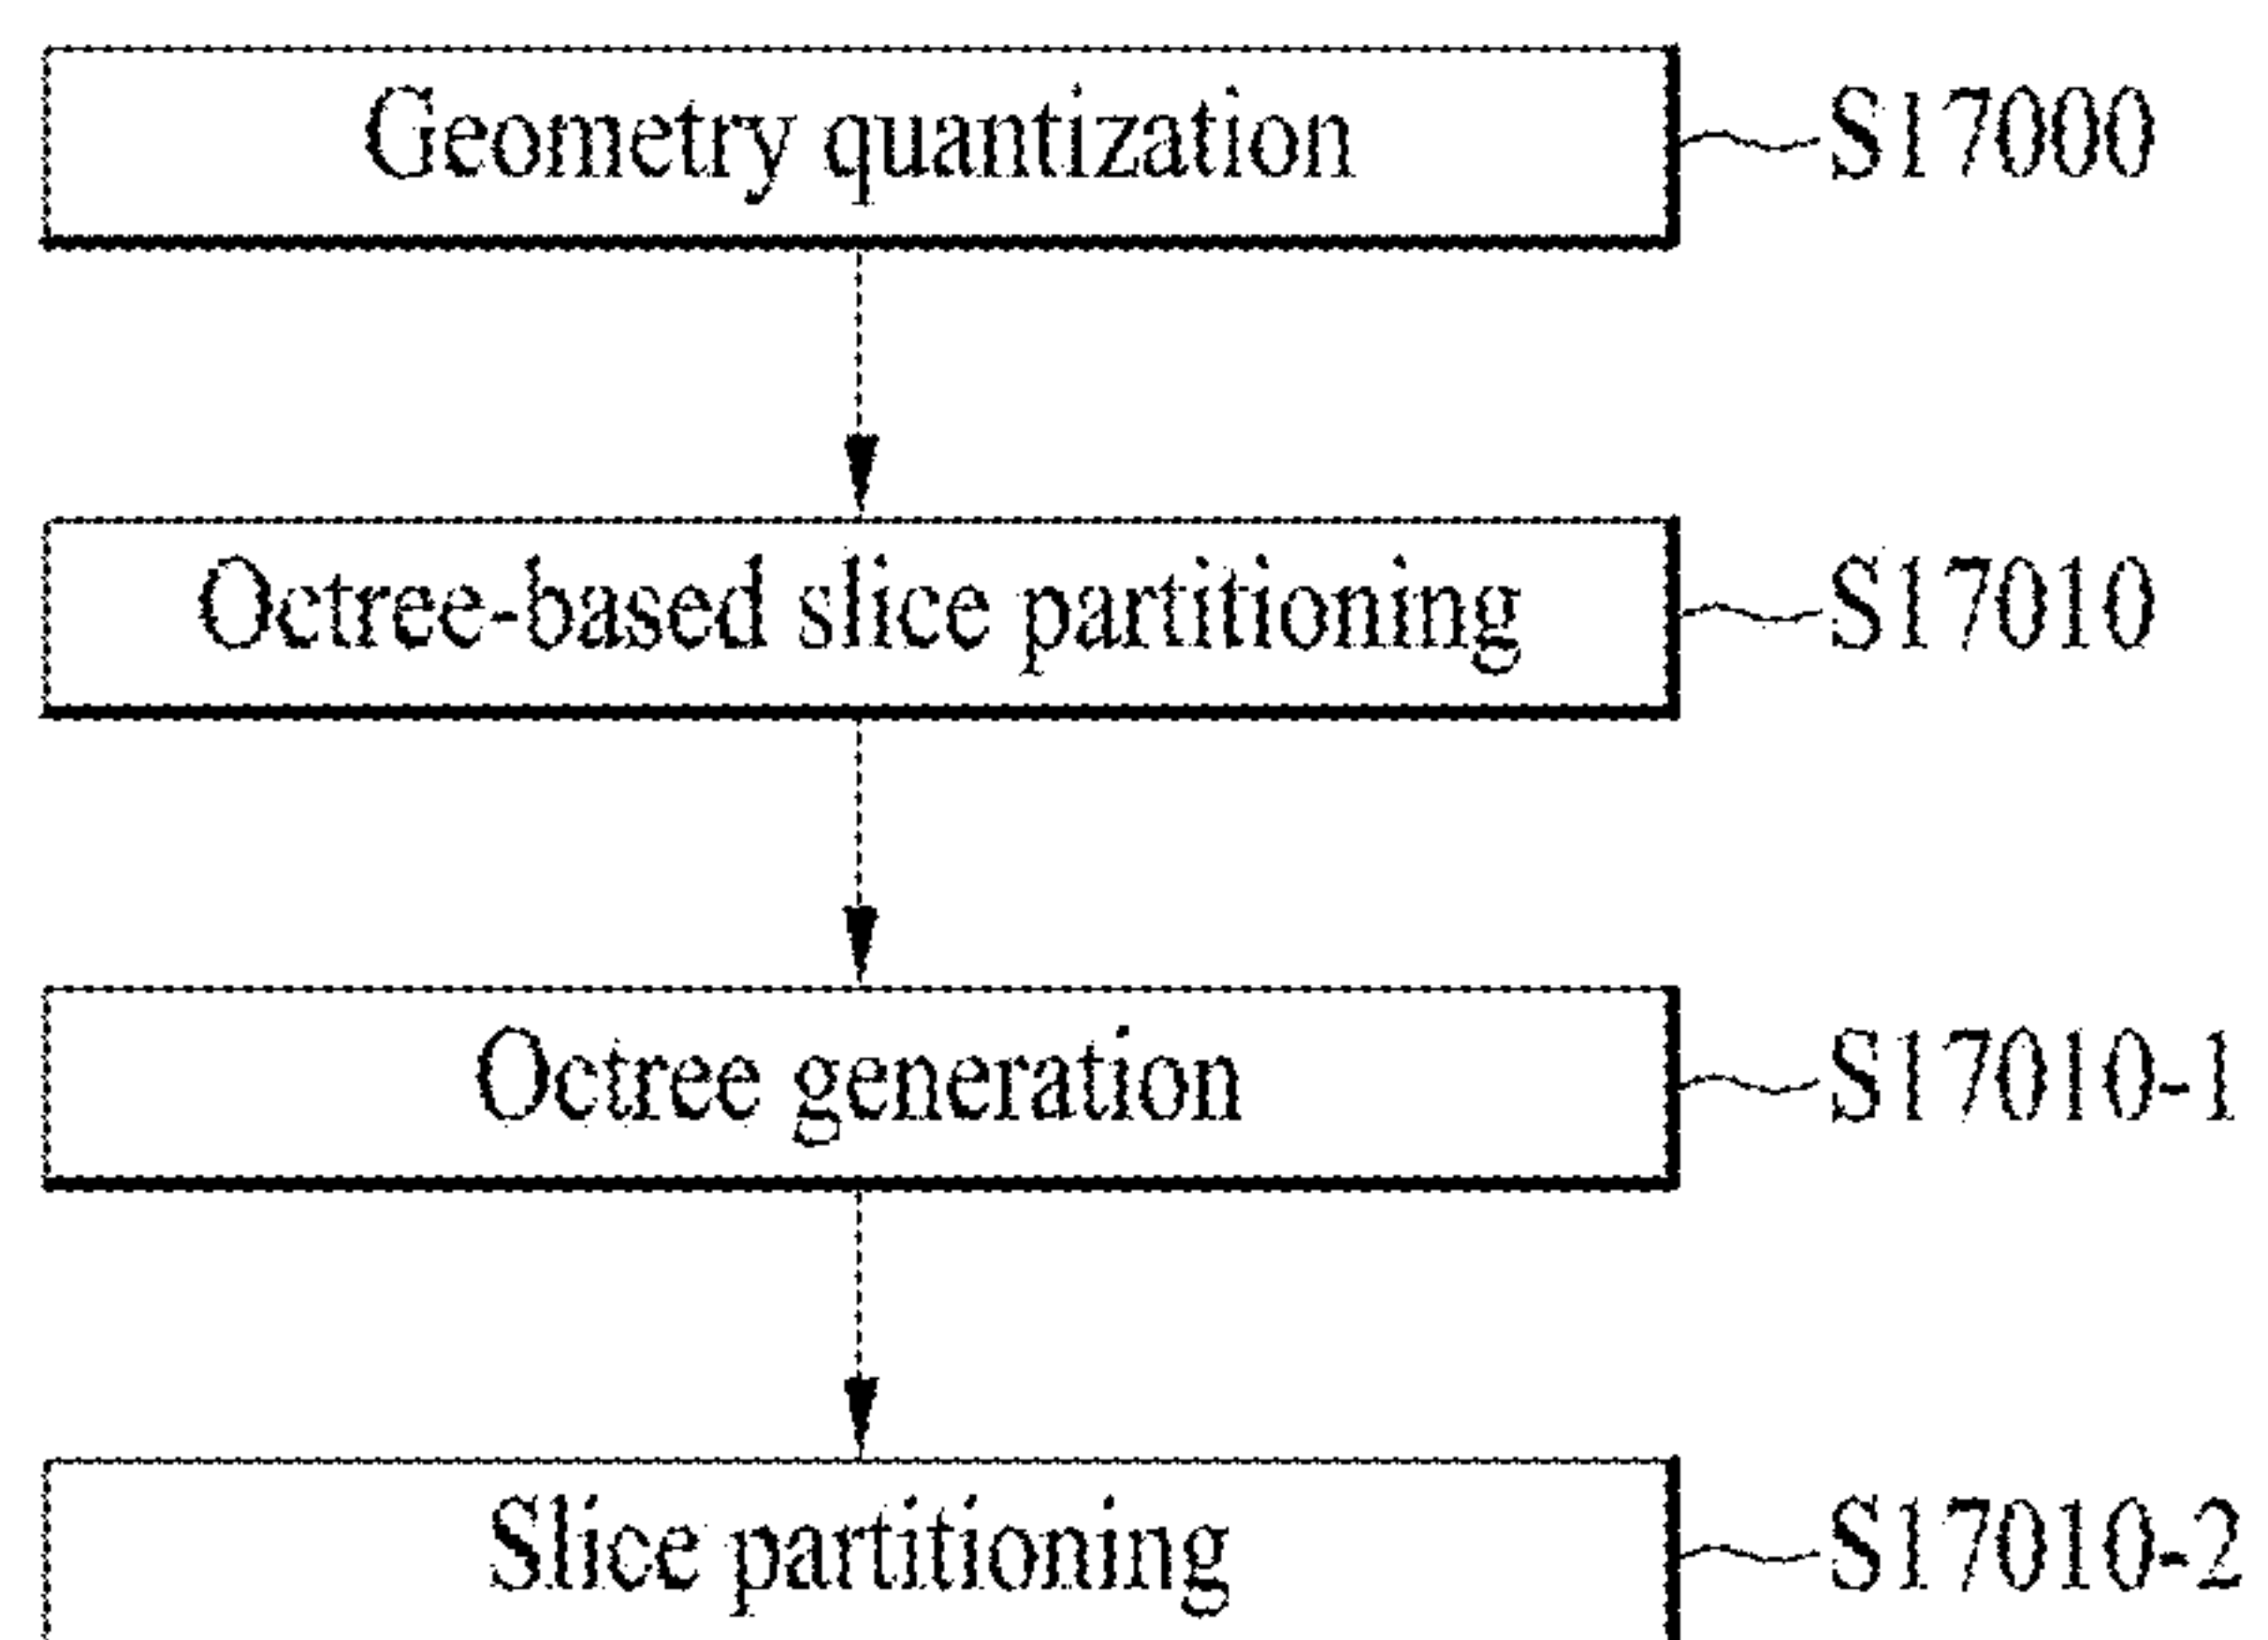 Geometry quantization
S17000
Octree-based slice partitioning
S17010
Octree generation
S17010-1
Slice partitioning
S17010-2